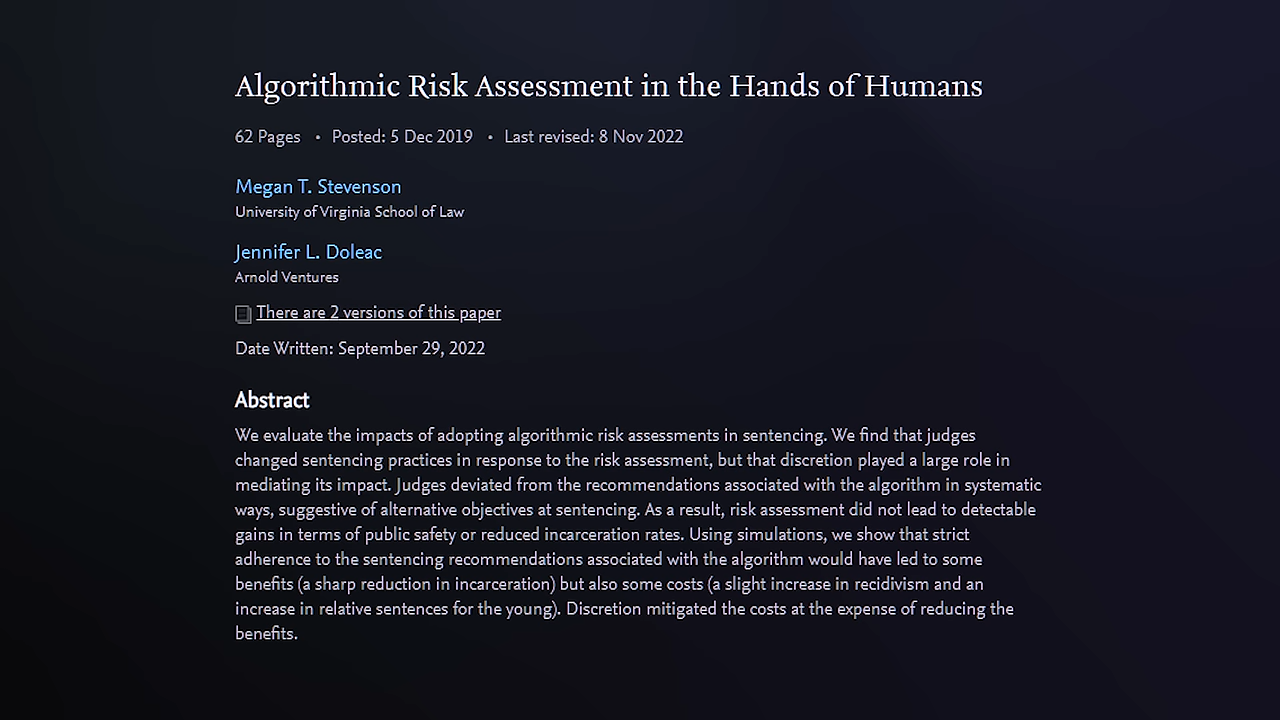 Algorithmic Risk Assessment in the Hands of Humans
62 Pages • Posted: 5 Dec 2019 • Last revised: 8 Nov 2022
Megan T. Stevenson
University of Virginia School of Law
Jennifer L. Doleac
Arnold Ventures
There are 2 versions of this paper
Date Written: September 29, 2022
Abstract
We evaluate the impacts of adopting algorithmic risk assessments in sentencing. We find that judges
changed sentencing practices in response to the risk assessment, but that discretion played a large role in
mediating its impact. Judges deviated from the recommendations associated with the algorithm in systematic
ways, suggestive of alternative objectives at sentencing. As a result, risk assessment did not lead to detectable
gains in terms of public safety or reduced incarceration rates. Using simulations, we show that strict
adherence to the sentencing recommendations associated with the algorithm would have led to some
benefits (a sharp reduction in incarceration) but also some costs (a slight increase in recidivism and an
increase in relative sentences for the young). Discretion mitigated the costs at the expense of reducing the
benefits.